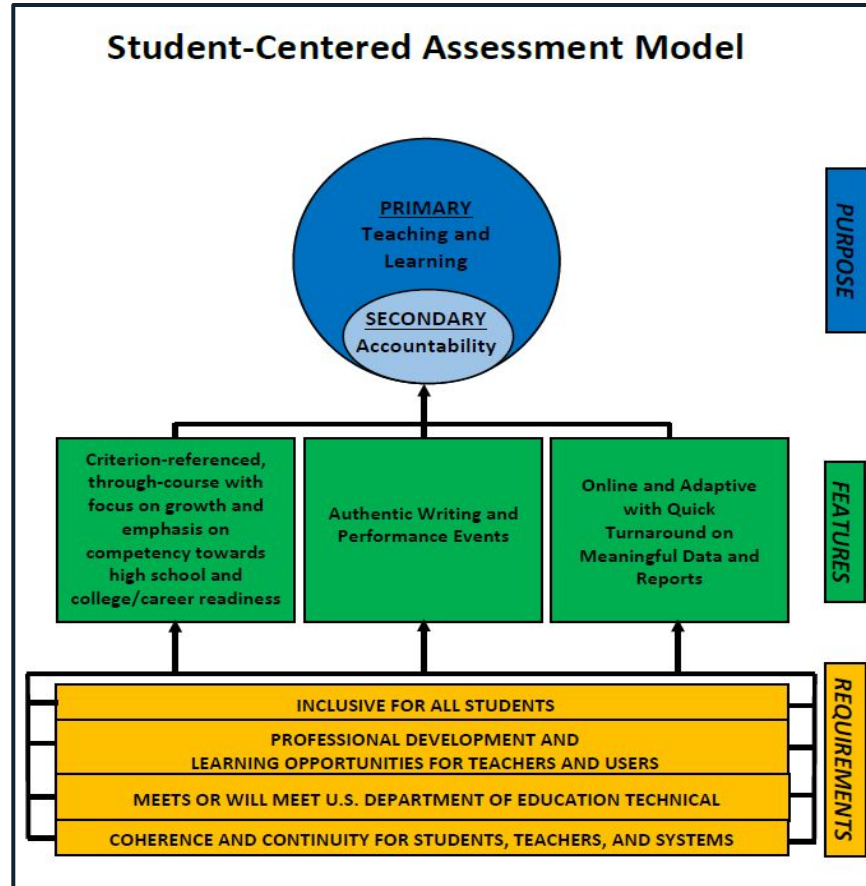 Student-Centered Assessment Model
PRIMARY
Teaching and
Learning
SECONDARY
Accountability
PURPOSE
Criterion-referenced,
through-course with
focus on growth and
emphasis on
competency towards
high school and
college/career readiness
Authentic Writing and
Performance Events
Online and Adaptive
with Quick
Turnaround on
Meaningful Data and
Reports
FEATURES
INCLUSIVE FOR ALL STUDENTS
PROFESSIONAL DEVELOPMENT AND
LEARNING OPPORTUNITIES FOR TEACHERS AND USERS
MEETS OR WILL MEET U.S. DEPARTMENT OF EDUCATION TECHNICAL
COHERENCE AND CONTINUITY FOR STUDENTS, TEACHERS, AND SYSTEMS
REQUIREMENTS